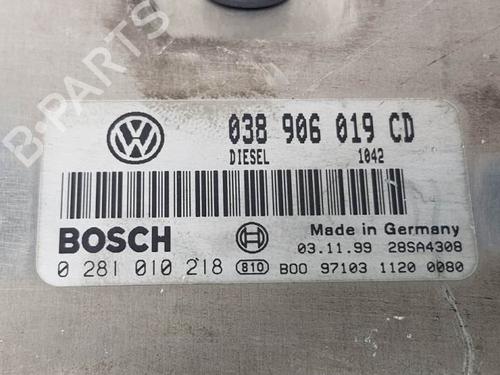 B-PARTS
038 906 019 CD
DIESEL 1042
BOSCH
Made in Germany
03.11.99 28SA4308
0 281 010 218 810 B00 97103 1120 0080